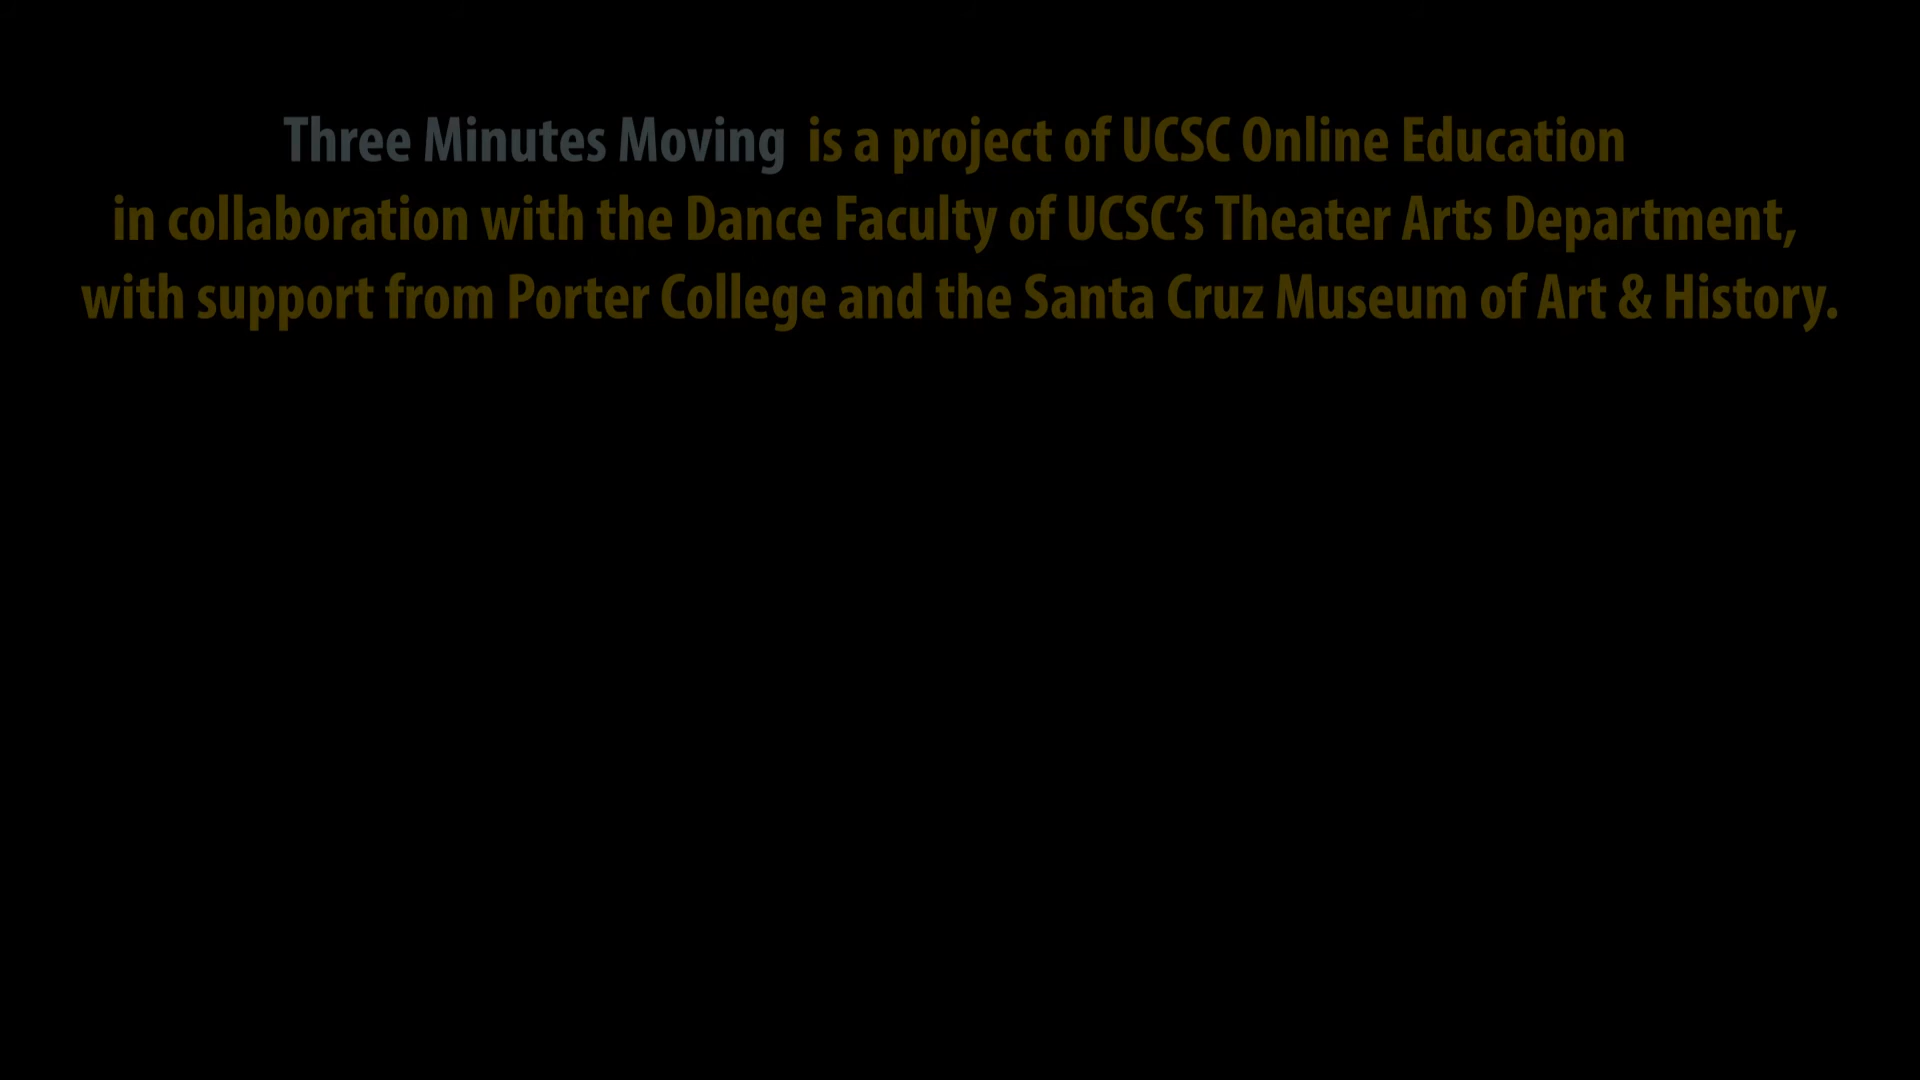 Three Minutes Moving is a project of UCSC Online Education
in collaboration with the Dance Faculty of UCSC’s Theater Arts Department,
with support from Porter College and the Santa Cruz Museum of Art & History.